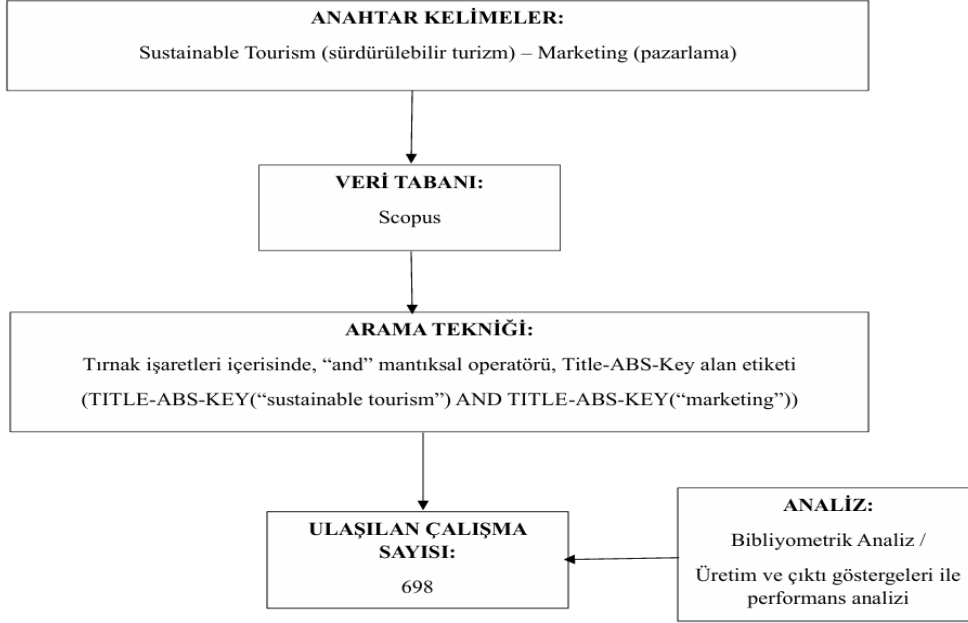 ANAHTAR KELİMELER:
Sustainable Tourism (sürdürülebilir turizm) – Marketing (pazarlama)
VERİ TABANI:
Scopus
ARAMA TEKNİĞİ:
Tırnak işaretleri içerisinde, “and” mantıksal operatörü, Title-ABS-Key alan etiketi
(TITLE-ABS-KEY(“sustainable tourism”) AND TITLE-ABS-KEY(“marketing”))
ULAŞILAN ÇALIŞMA
SAYISI:
698
ANALİZ:
Bibliyometrik Analiz /
Üretim ve çıktı göstergeleri ile
performans analizi